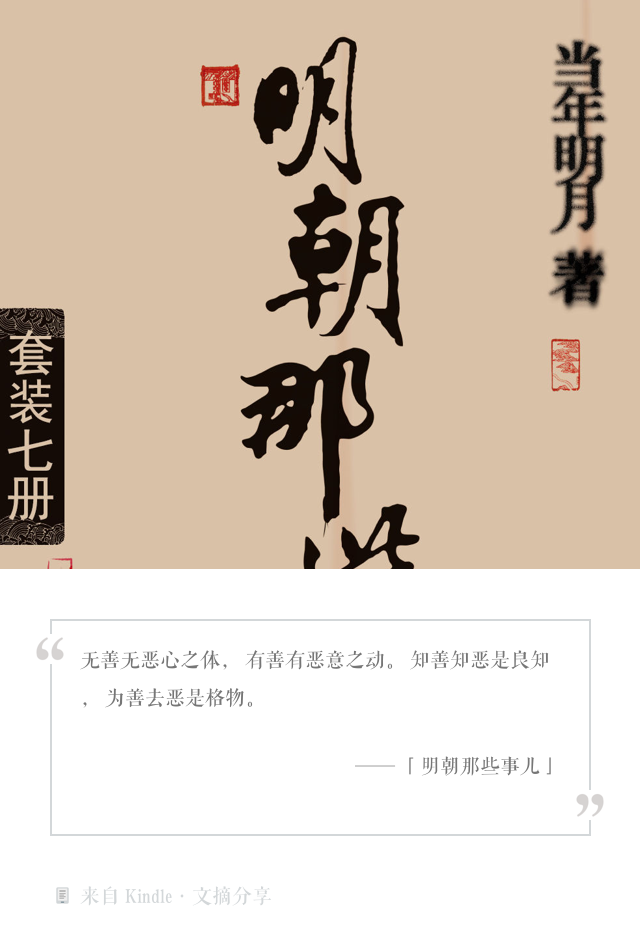 明朝那
当年明月 著
套装七册
无善无恶心之体， 有善有恶意之动。 知善知恶是良知
， 为善去恶是格物。
——「明朝那些事儿」
来自 Kindle · 文摘分享